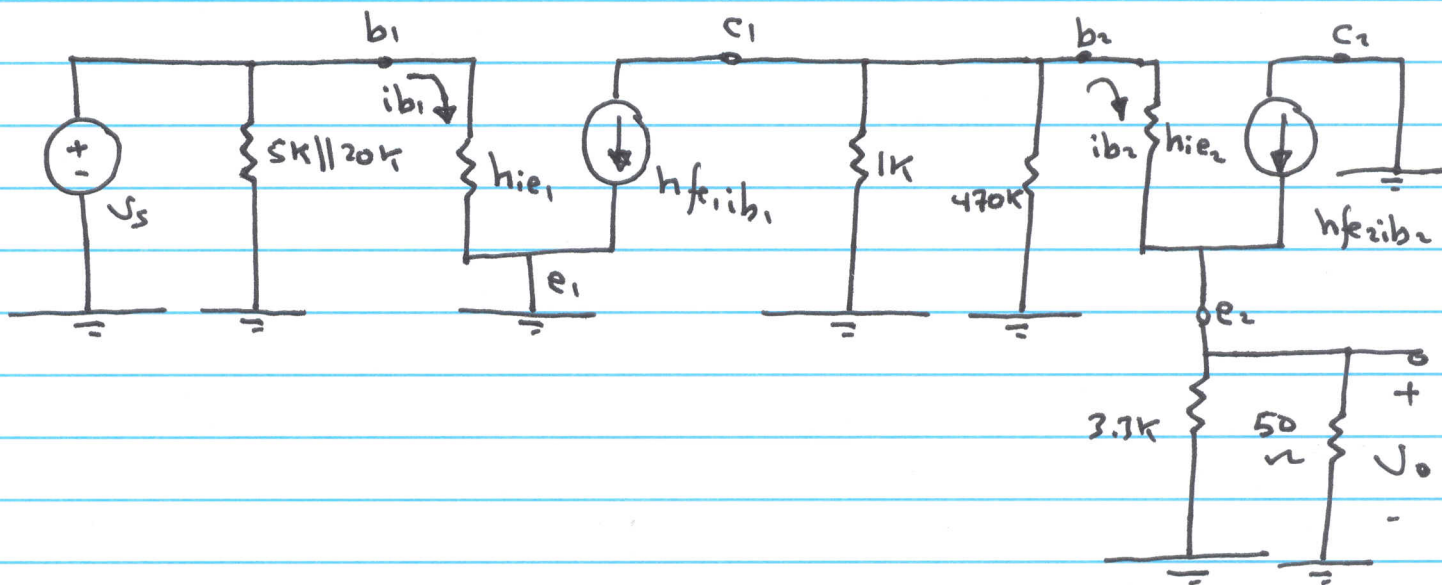 b₁
C₁
b₂
C₂
ib₁
ib₂
+
-
Vs
5K||20K
hie₁
hfe₁ib₁
1K
470K
hie₂
hfe₂ib₂
e₁
e₂
3.3K
50
Ω
+
Vo
-